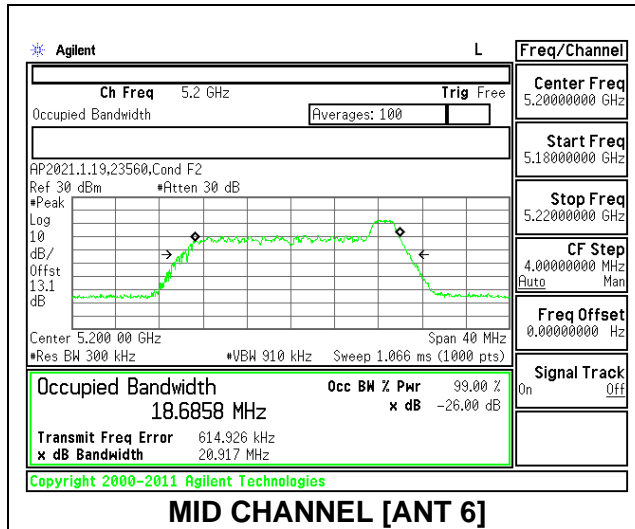 Agilent L Freq/Channel
Ch Freq 5.2 GHz Trig Free
Occupied Bandwidth Averages: 100
AP2021.1.19,23560,Cond F2
Ref 30 dBm #Atten 30 dB
#Peak
Log
10
dB/
Offst
13.1
dB
Center 5.200 00 GHz Span 40 MHz
#Res BW 300 kHz #VBW 910 kHz Sweep 1.066 ms (1000 pts)
Occupied Bandwidth Occ BW % Pwr 99.00 %
18.6858 MHz x dB -26.00 dB
Transmit Freq Error 614.926 kHz
x dB Bandwidth 20.917 MHz
Copyright 2000-2011 Agilent Technologies
Center Freq
5.20000000 GHz
Start Freq
5.18000000 GHz
Stop Freq
5.22000000 GHz
CF Step
4.00000000 MHz
Auto Man
Freq Offset
0.00000000 Hz
Signal Track
On Off
MID CHANNEL [ANT 6]